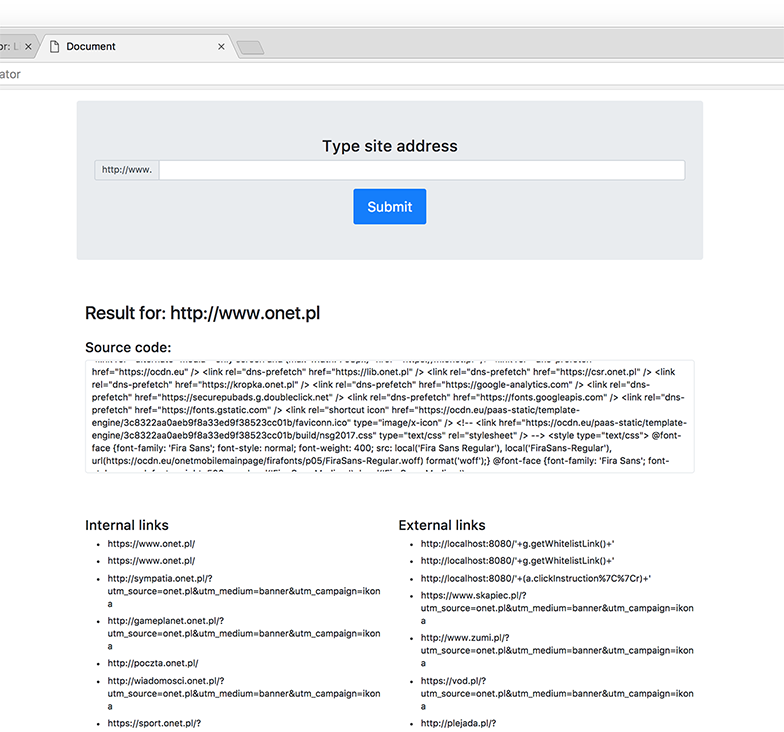 or: L
Document
ator
Type site address
http://www.
Submit
Result for: http://www.onet.pl
Source code:
href="https://ocdn.eu" /> <link rel="dns-prefetch" href="https://lib.onet.pl" /> <link rel="dns-prefetch" href="https://csr.onet.pl" /> <link
rel="dns-prefetch" href="https://kropka.onet.pl" /> <link rel="dns-prefetch" href="https://google-analytics.com" /> <link rel="dns-
prefetch" href="https://securepubads.g.doubleclick.net" /> <link rel="dns-prefetch" href="https://fonts.googleapis.com" /> <link rel="dns-
prefetch" href="https://fonts.gstatic.com" /> <link rel="shortcut icon" href="https://ocdn.eu/paas-static/template-
engine/3c8322aa0aeb9f8a33ed9f38523cc01b/faviconn.ico" type="image/x-icon" /> <!-- <link href="https://ocdn.eu/paas-static/template-
engine/3c8322aa0aeb9f8a33ed9f38523cc01b/build/nsg2017.css" type="text/css" rel="stylesheet" /> --> <style type="text/css"> @font-
face {font-family: 'Fira Sans'; font-style: normal; font-weight: 400; src: local('Fira Sans Regular'), local('FiraSans-Regular'),
url(https://ocdn.eu/onetmobilemainpage/firafonts/p05/FiraSans-Regular.woff) format('woff');} @font-face {font-family: 'Fira Sans'; font-
Internal links
https://www.onet.pl/
https://www.onet.pl/
http://sympatia.onet.pl/?
utm_source=onet.pl&utm_medium=banner&utm_campaign=ikon
a
http://gameplanet.onet.pl/?
utm_source=onet.pl&utm_medium=banner&utm_campaign=ikon
a
http://poczta.onet.pl/
http://wiadomosci.onet.pl/?
utm_source=onet.pl&utm_medium=banner&utm_campaign=ikon
a
https://sport.onet.pl/?
External links
http://localhost:8080/'+g.getWhitelistLink()+'
http://localhost:8080/'+g.getWhitelistLink()+'
http://localhost:8080/'+(a.clickInstruction%7C%7Cr)+'
https://www.skapiec.pl/?
utm_source=onet.pl&utm_medium=banner&utm_campaign=ikon
a
http://www.zumi.pl/?
utm_source=onet.pl&utm_medium=banner&utm_campaign=ikon
a
https://vod.pl/?
utm_source=onet.pl&utm_medium=banner&utm_campaign=ikon
a
http://plejada.pl/?